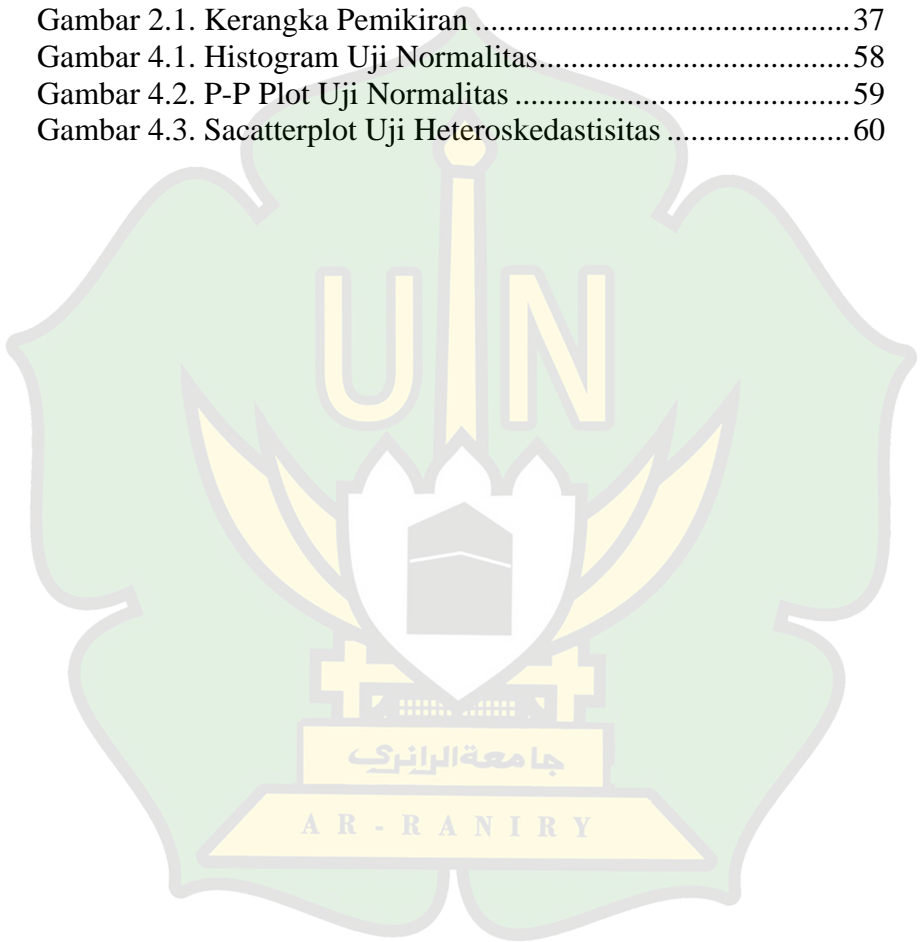 Gambar 2.1. Kerangka Pemikiran ............................................ 37
Gambar 4.1. Histogram Uji Normalitas.................................. 58
Gambar 4.2. P-P Plot Uji Normalitas ...................................... 59
Gambar 4.3. Sacatterplot Uji Heteroskedastisitas ..................... 60
UIN
جامعةالرانري
AR-RANIRY